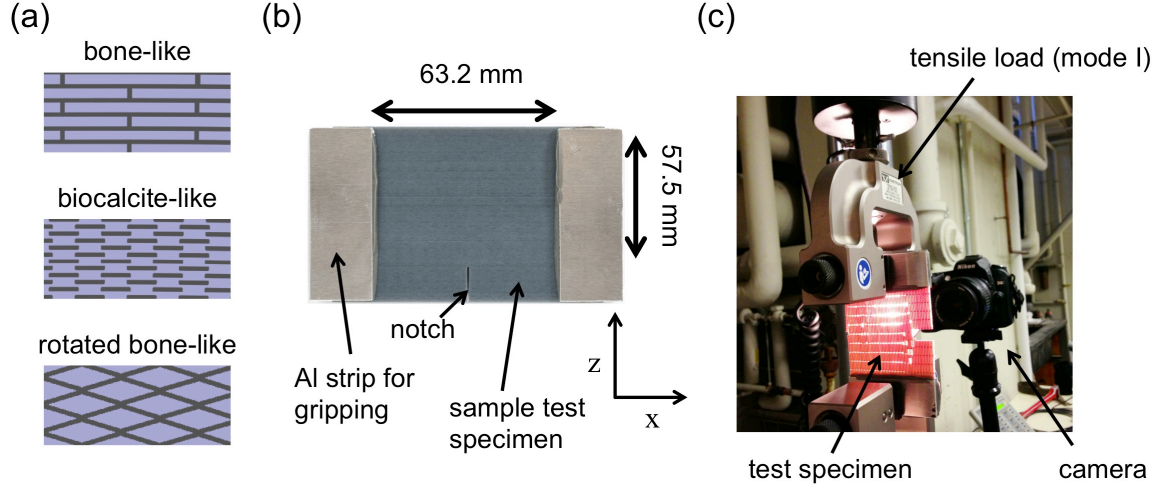 (a)
bone-like
biocalcite-like
rotated bone-like
(b)
63.2 mm
57.5 mm
notch
Al strip for
gripping
sample test
specimen
z
x
(c)
tensile load (mode I)
Nikon
test specimen
camera